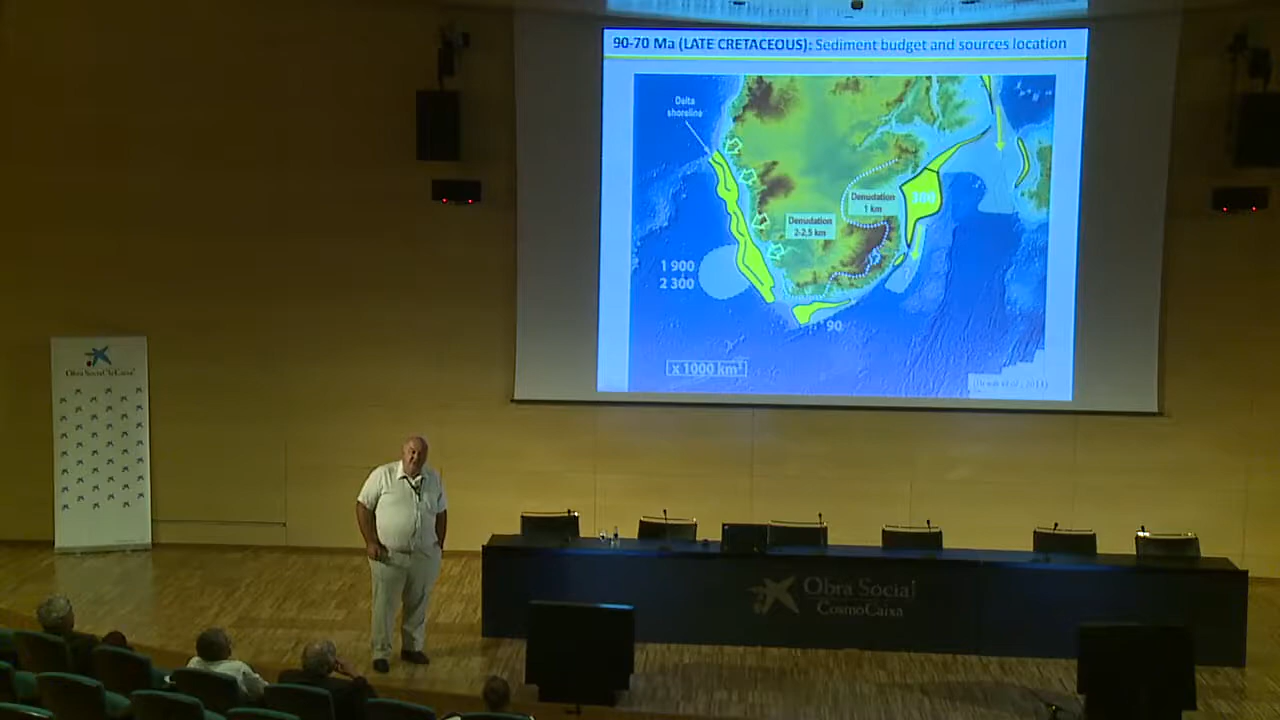 90-70 Ma (LATE CRETACEOUS): Sediment budget and sources location
Delta
shoreline
Denudation
1 km
Denudation
2-2,5 km
1 900
2 300
90
x 1000 km³
Obra Social "la Caixa"
Obra Social
CosmoCaixa